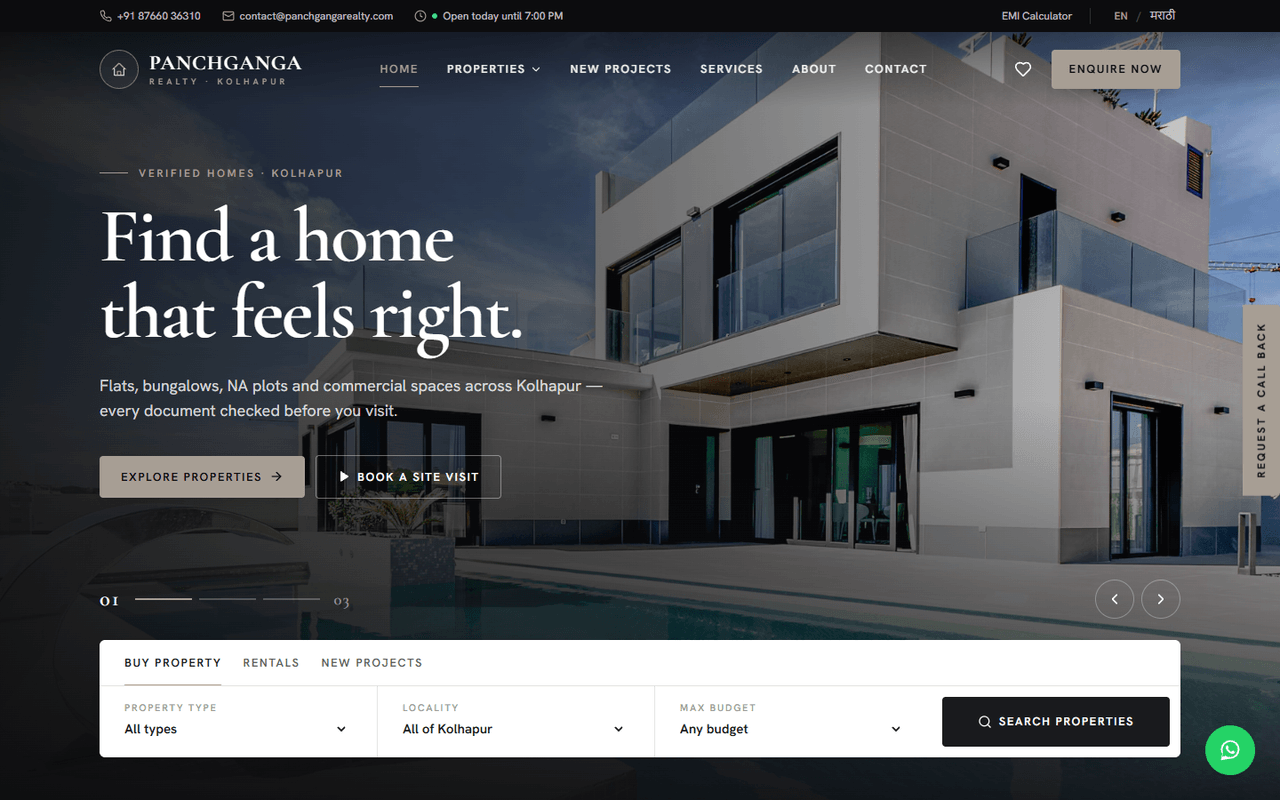 +91 87660 36310
contact@panchgangarealty.com
Open today until 7:00 PM
EMI Calculator
EN / मराठी
PANCHGANGA
REALTY · KOLHAPUR
HOME
PROPERTIES
NEW PROJECTS
SERVICES
ABOUT
CONTACT
ENQUIRE NOW
VERIFIED HOMES · KOLHAPUR
Find a home
that feels right.
Flats, bungalows, NA plots and commercial spaces across Kolhapur —
every document checked before you visit.
EXPLORE PROPERTIES
BOOK A SITE VISIT
REQUEST A CALL BACK
01
03
BUY PROPERTY
RENTALS
NEW PROJECTS
PROPERTY TYPE
All types
LOCALITY
All of Kolhapur
MAX BUDGET
Any budget
SEARCH PROPERTIES